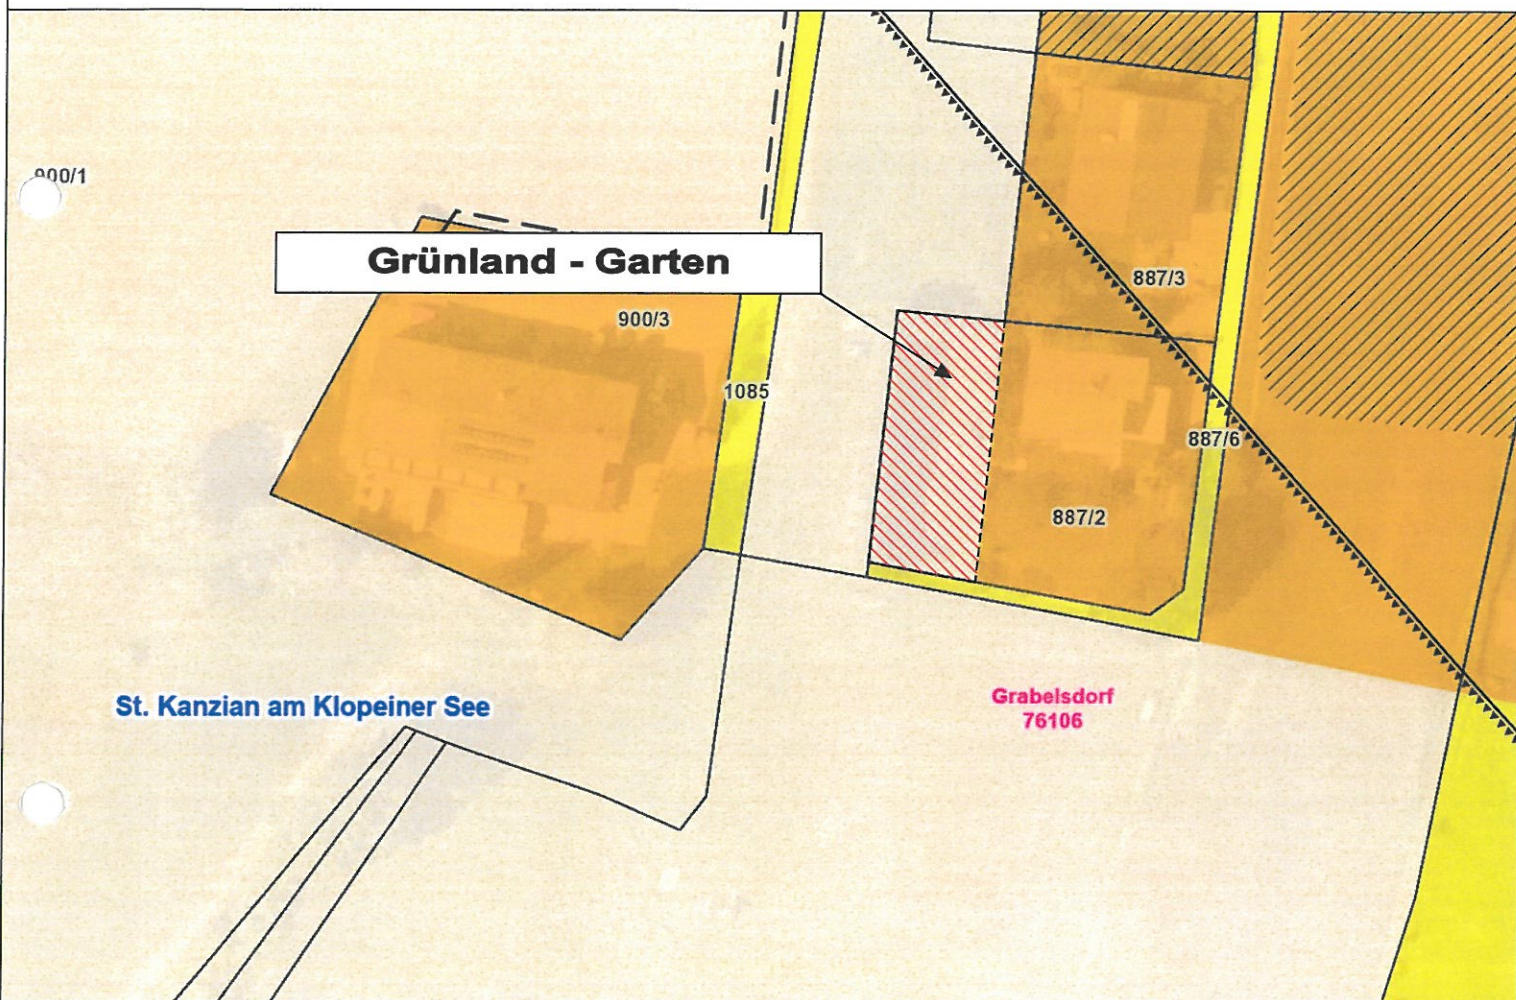 900/1
Grünland - Garten
887/3
900/3
1085
887/6
887/2
St. Kanzian am Klopeiner See
Grabelsdorf
76106